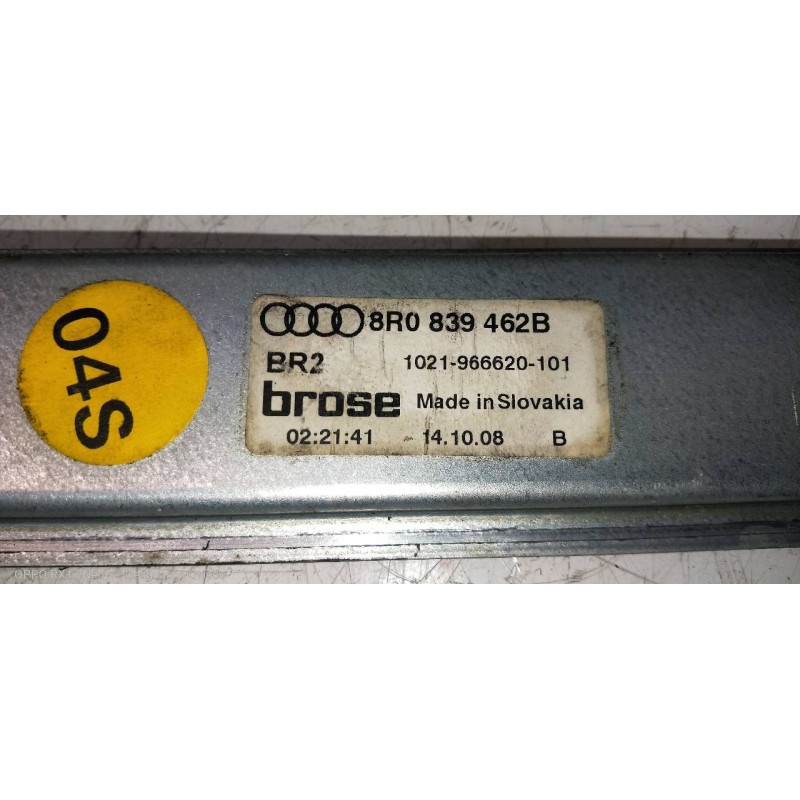 04S
8R0 839 462B
BR2 1021-966620-101
brose Made in Slovakia
02:21:41 - 14.10.08 B